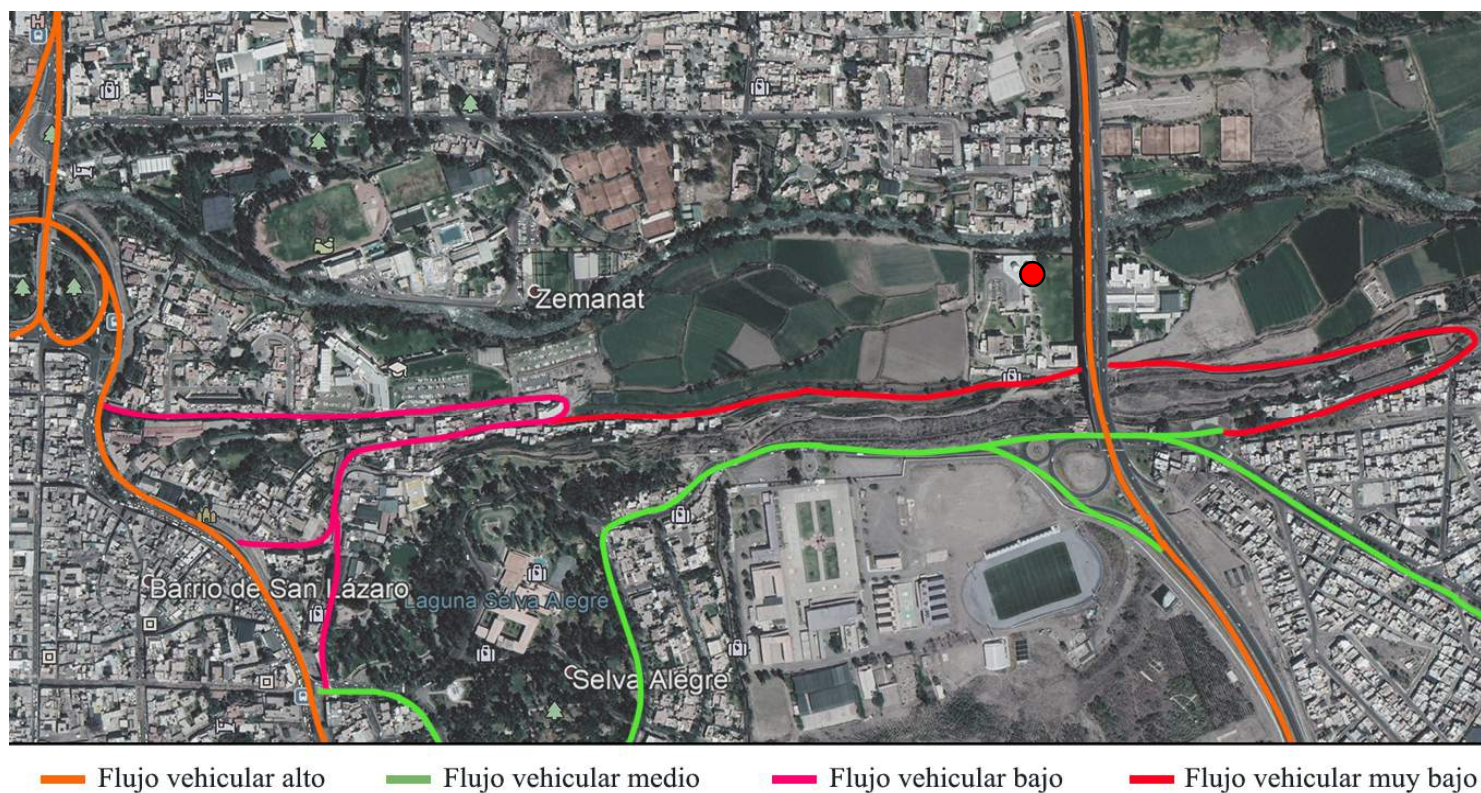 Zemanat
Barrio de San Lázaro
Laguna Selva Alegre
Selva Alegre
Flujo vehicular alto
Flujo vehicular medio
Flujo vehicular bajo
Flujo vehicular muy bajo